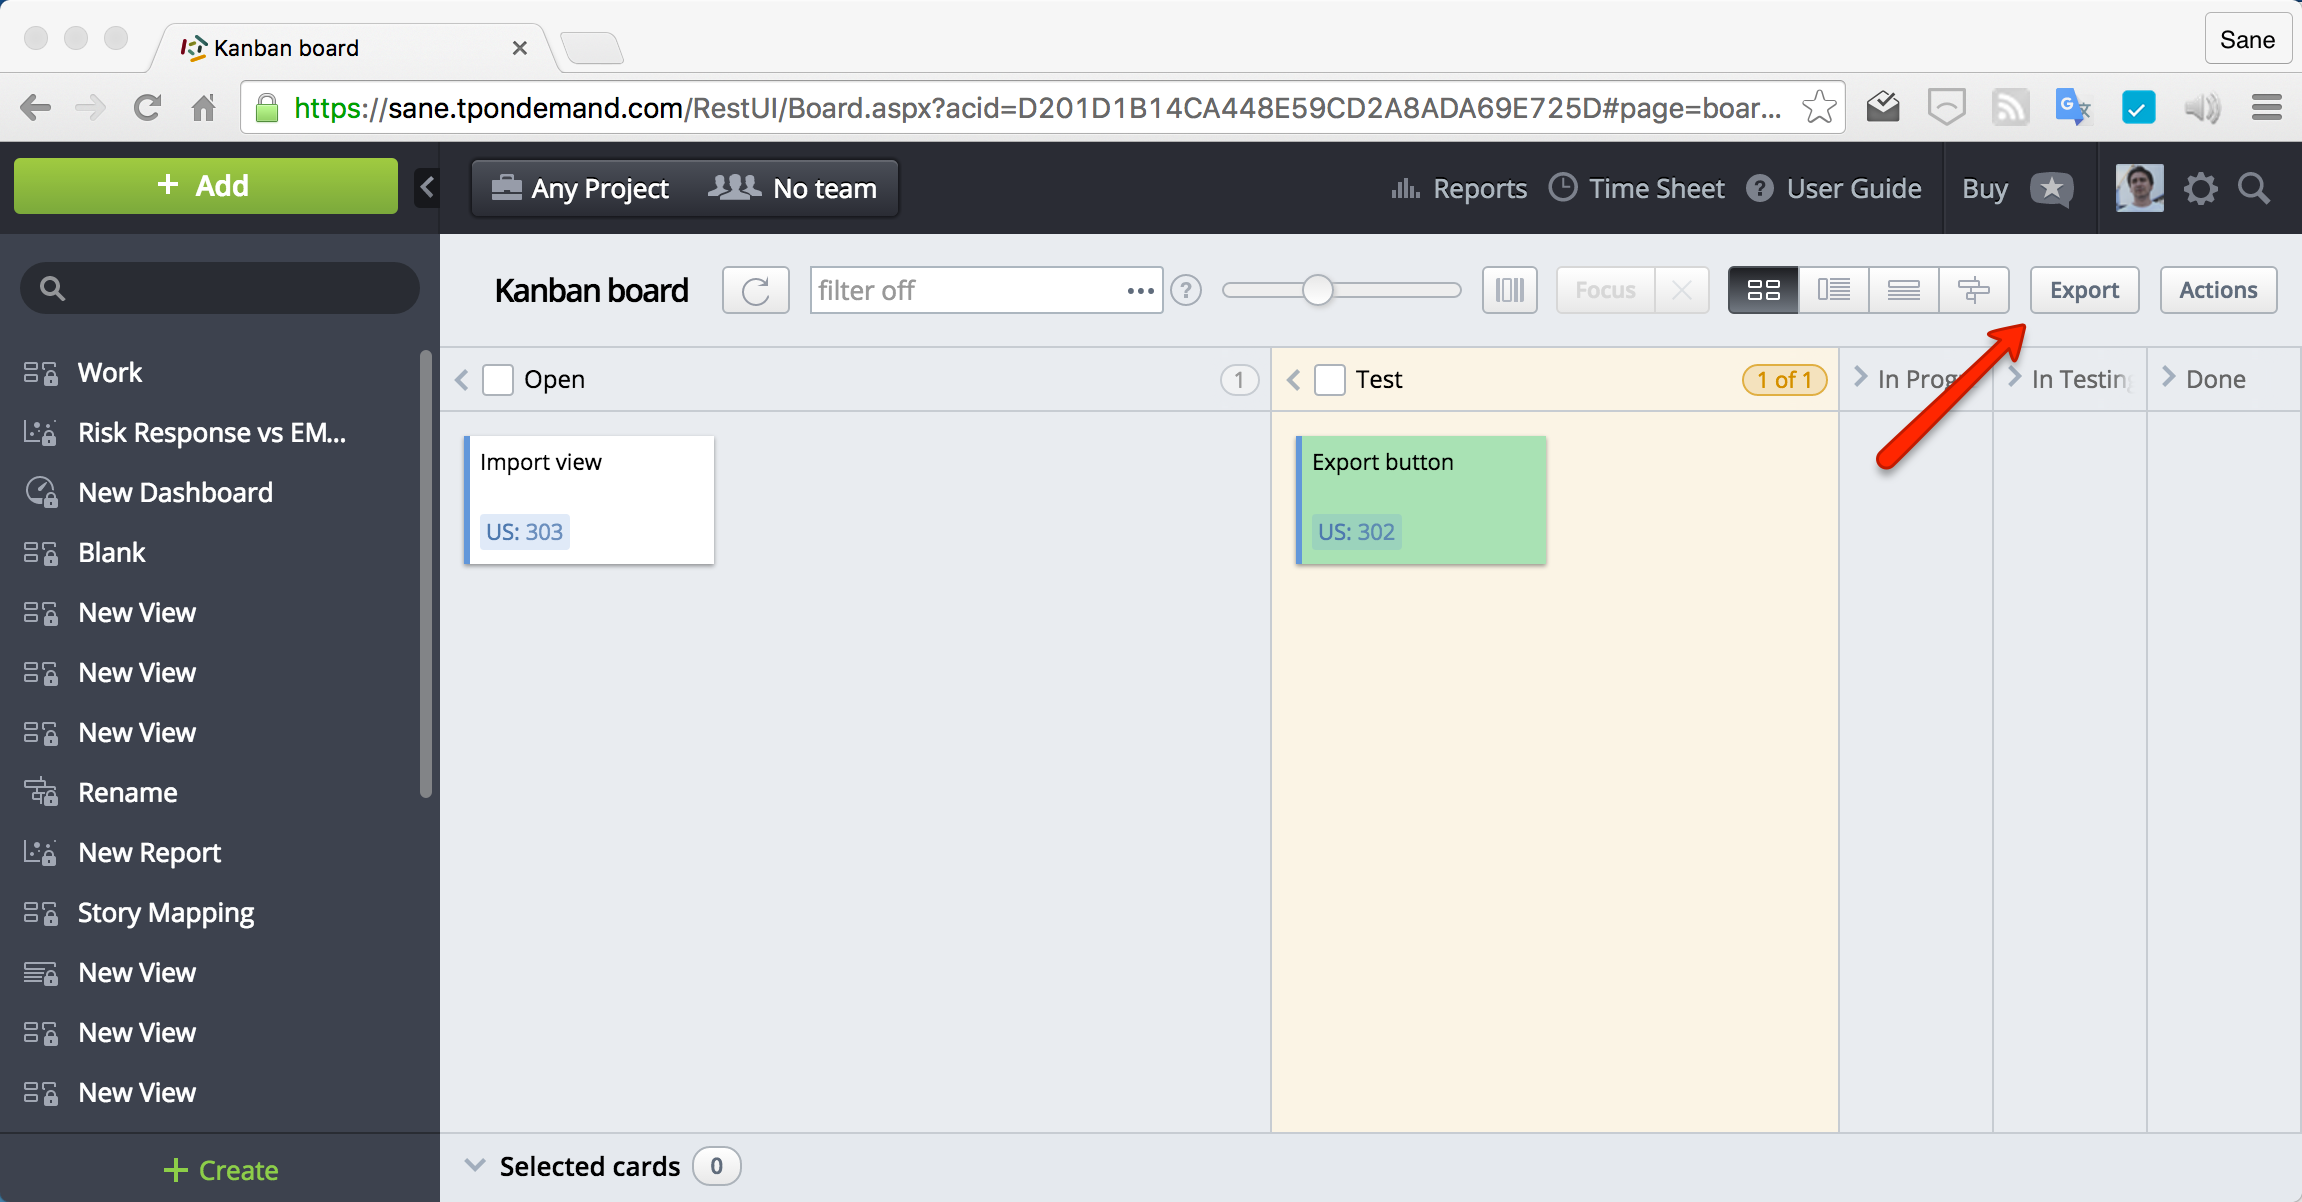 Kanban board
Sane
https://sane.tpondemand.com/RestUI/Board.aspx?acid=D201D1B14CA448E59CD2A8ADA69E725D#page=boar...
+ Add
Any Project
No team
Reports
Time Sheet
User Guide
Buy
Kanban board
filter off
Focus
Export
Actions
Work
Risk Response vs EM...
New Dashboard
Blank
New View
New View
New View
Rename
New Report
Story Mapping
New View
New View
New View
+ Create
Open
1
Test
1 of 1
In Prog
In Testing
Done
Import view
US: 303
Export button
US: 302
Selected cards 0